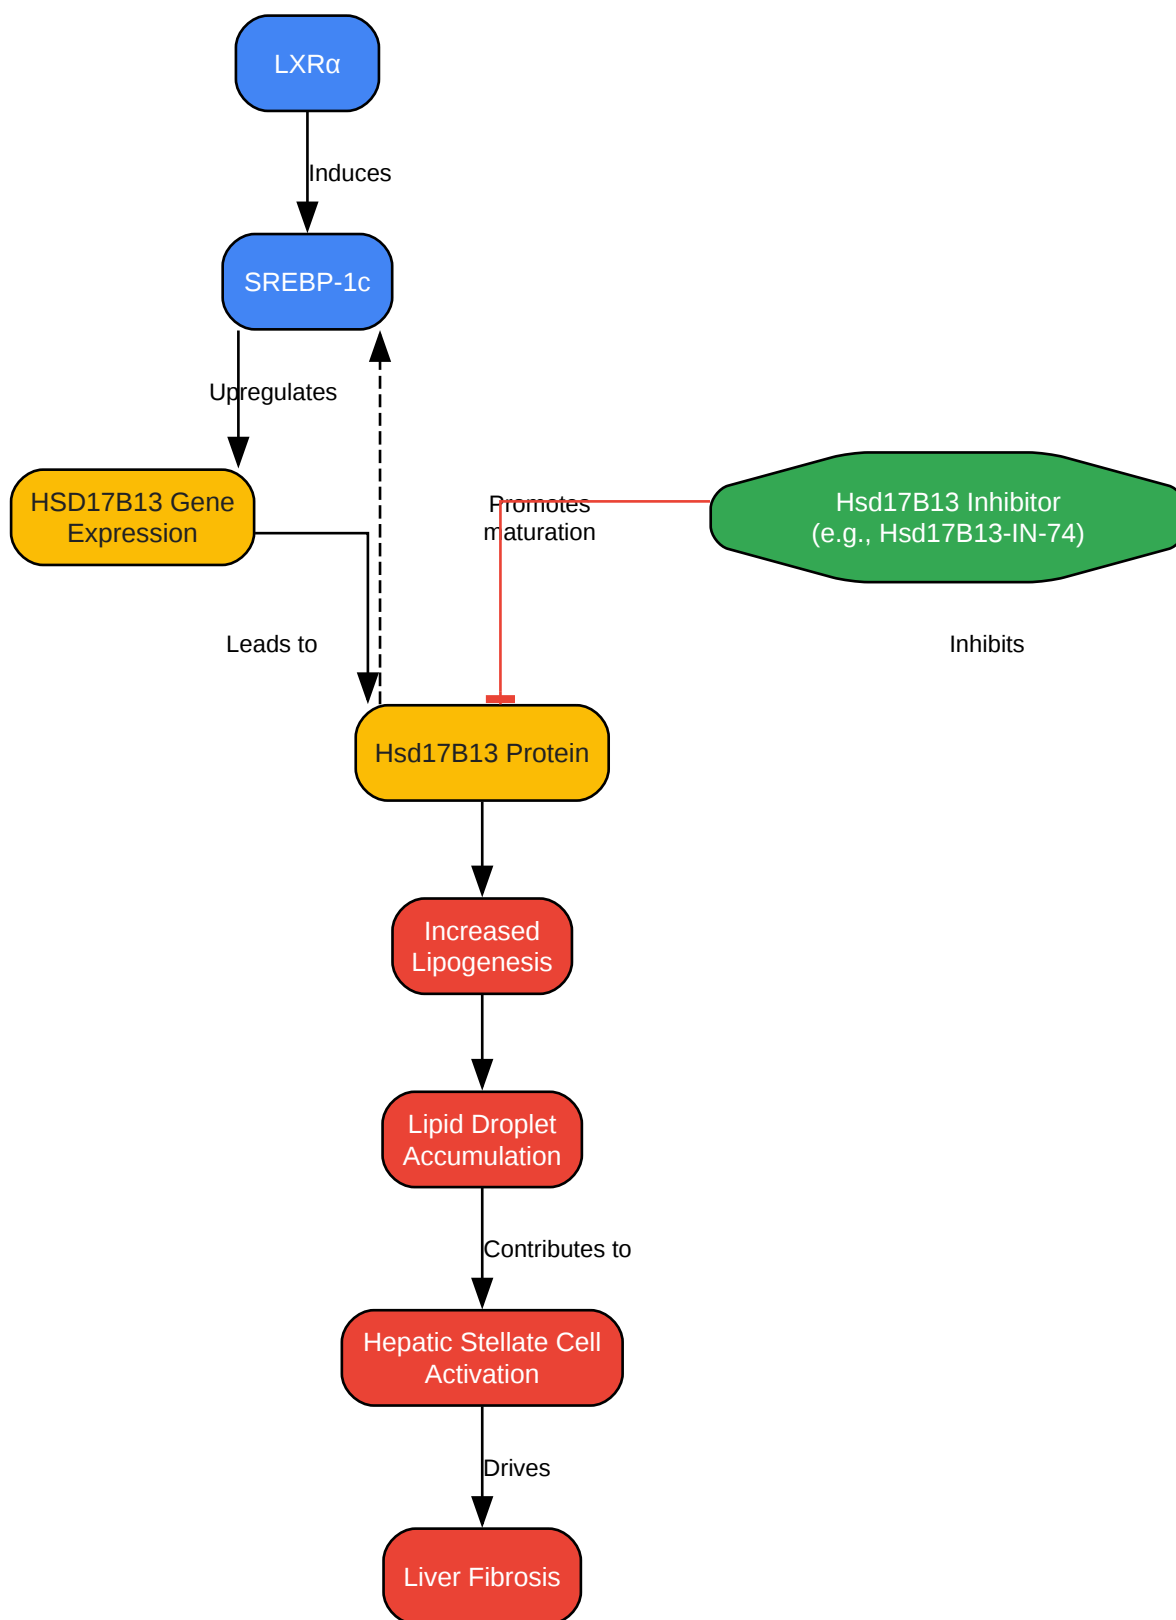 LXRα
Induces
SREBP-1c
Upregulates
HSD17B13 Gene
Expression
Promotes
maturation
Hsd17B13 Inhibitor
(e.g., Hsd17B13-IN-74)
Leads to
Inhibits
Hsd17B13 Protein
Increased
Lipogenesis
Lipid Droplet
Accumulation
Contributes to
Hepatic Stellate Cell
Activation
Drives
Liver Fibrosis